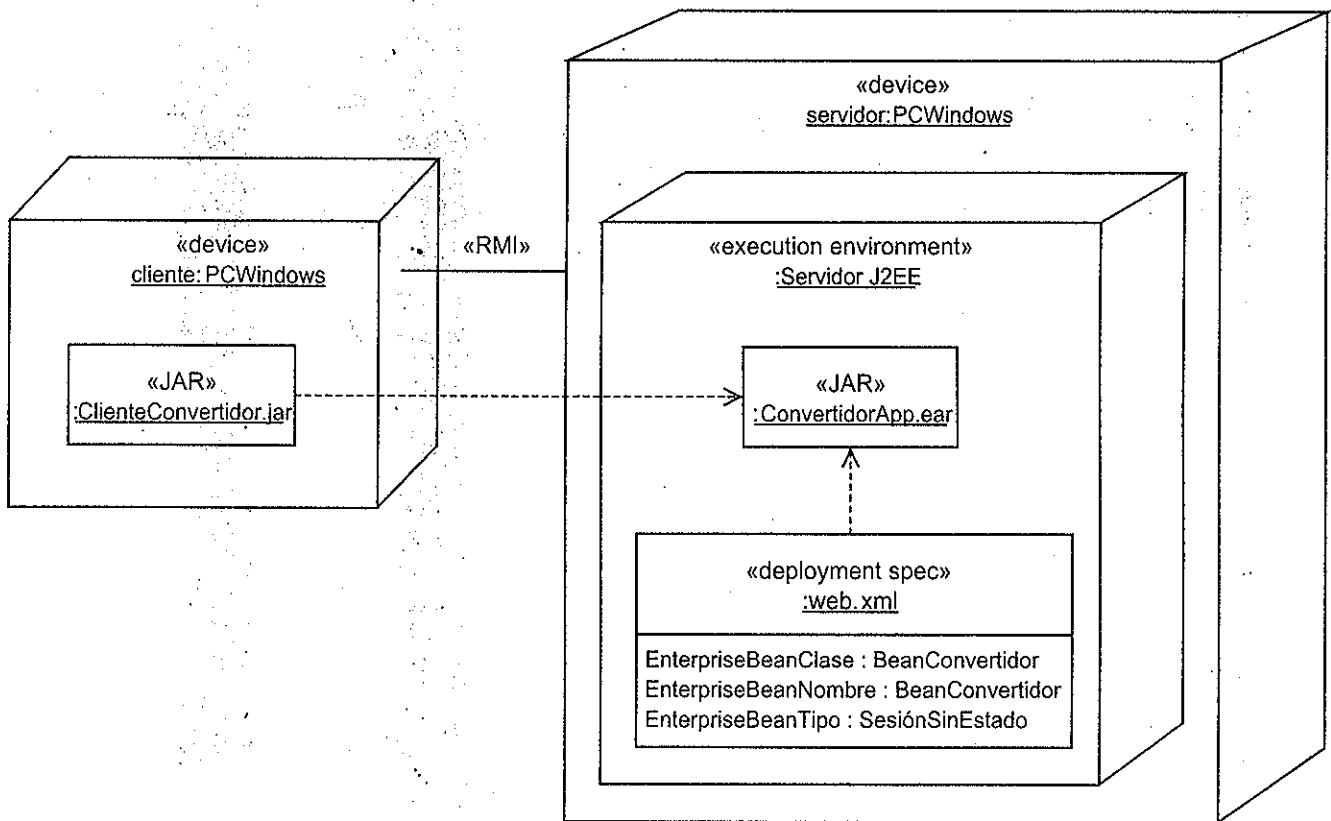 «device»
servidor:PCWindows
«device»
cliente:PCWindows
«RMI»
«execution environment»
:Servidor J2EE
«JAR»
:ClienteConvertidor.jar
«JAR»
:ConvertidorApp.ear
«deployment spec»
:web.xml
EnterpriseBeanClase : BeanConvertidor
EnterpriseBeanNombre : BeanConvertidor
EnterpriseBeanTipo : SesiónSinEstado